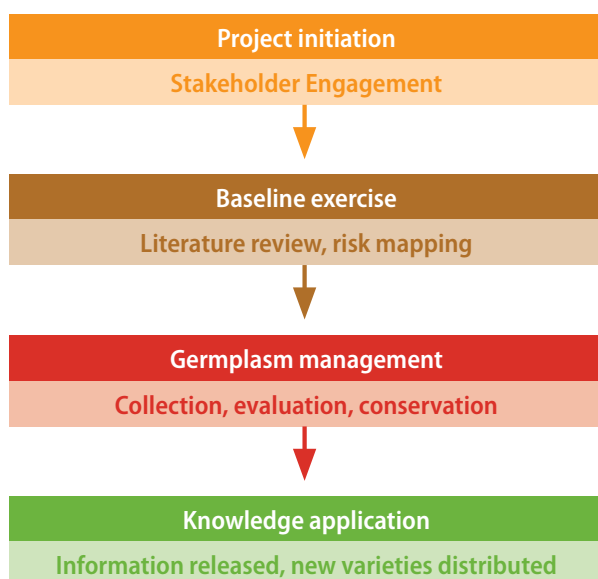 Project initiation
Stakeholder Engagement
Baseline exercise
Literature review, risk mapping
Germplasm management
Collection, evaluation, conservation
Knowledge application
Information released, new varieties distributed